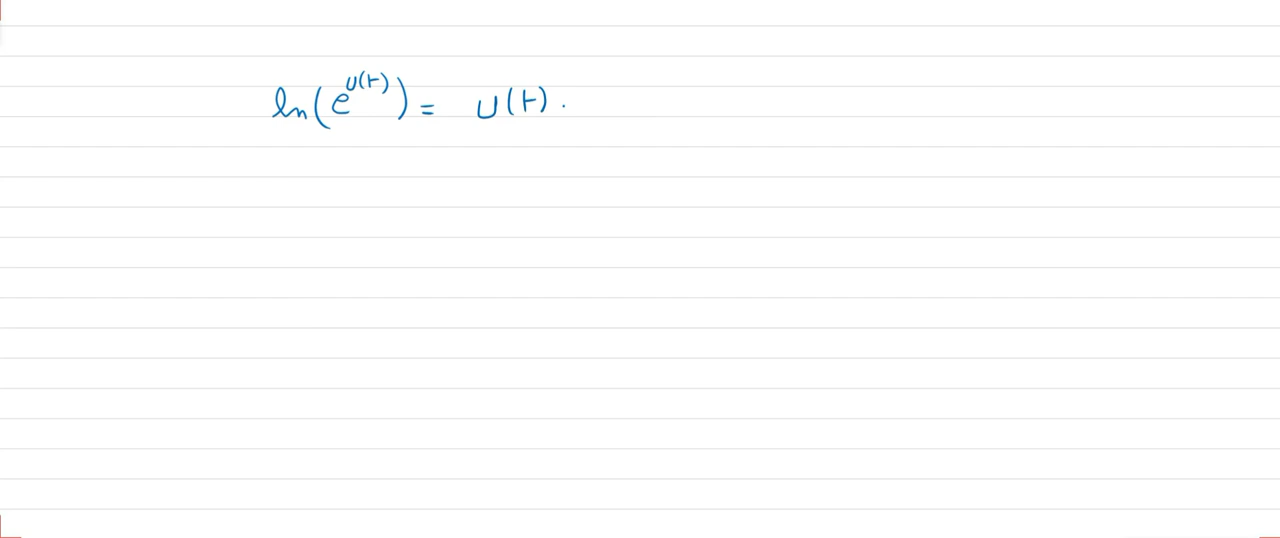 ln(e^{U(t)}) = U(t).